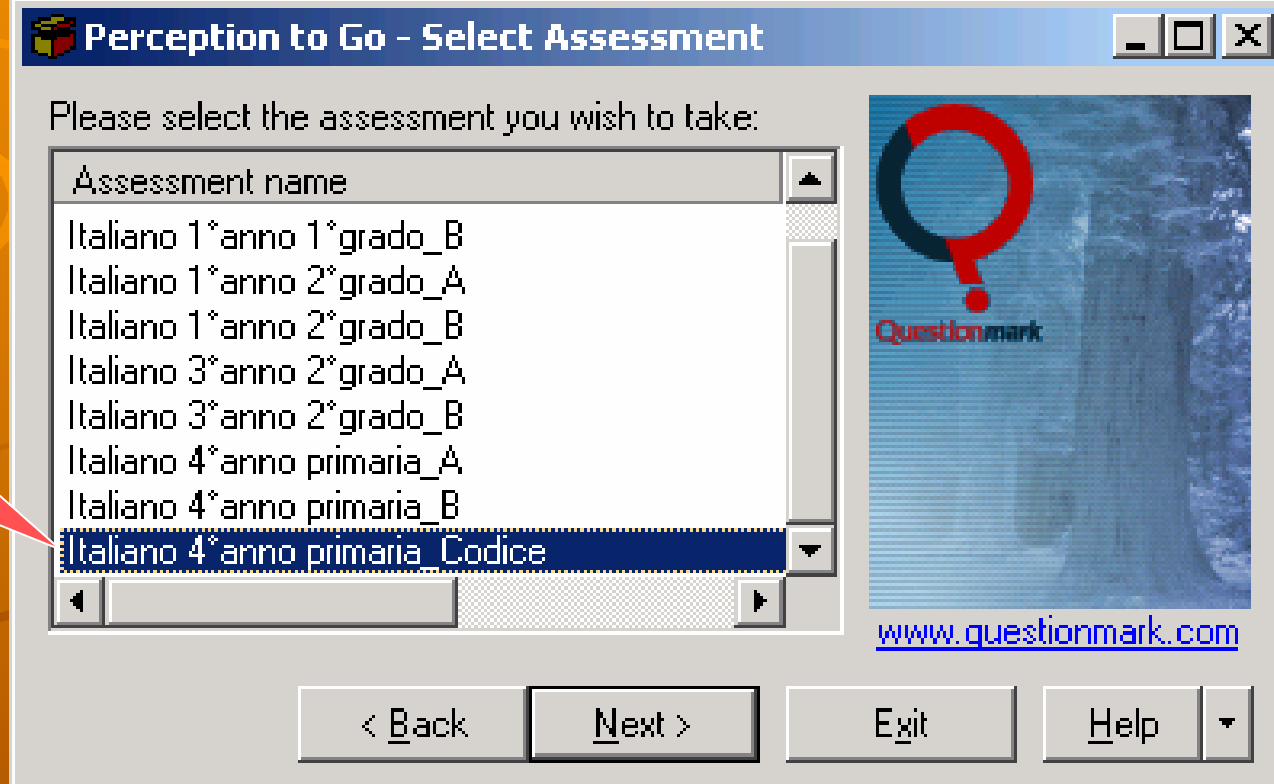 Perception to Go - Select Assessment
Please select the assessment you wish to take:
Assessment name
Italiano 1°anno 1°grado_B
Italiano 1°anno 2°grado_A
Italiano 1°anno 2°grado_B
Italiano 3°anno 2°grado_A
Italiano 3°anno 2°grado_B
Italiano 4°anno primaria_A
Italiano 4°anno primaria_B
Italiano 4°anno primaria_Codice
Questionmark
www.questionmark.com
< Back Next > Exit Help